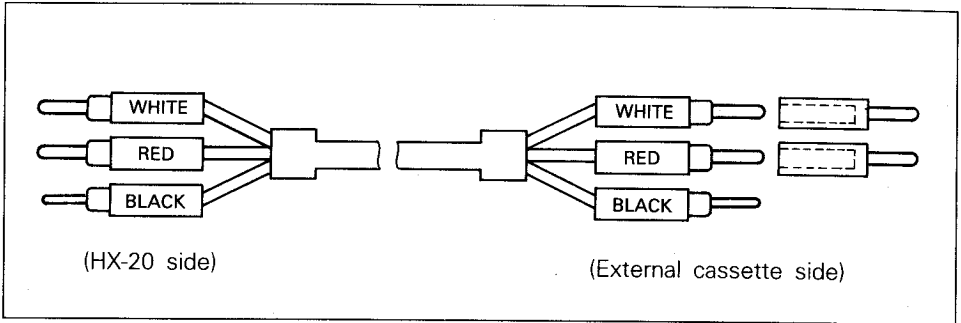 WHITE
RED
BLACK
(HX-20 side)
WHITE
RED
BLACK
(External cassette side)